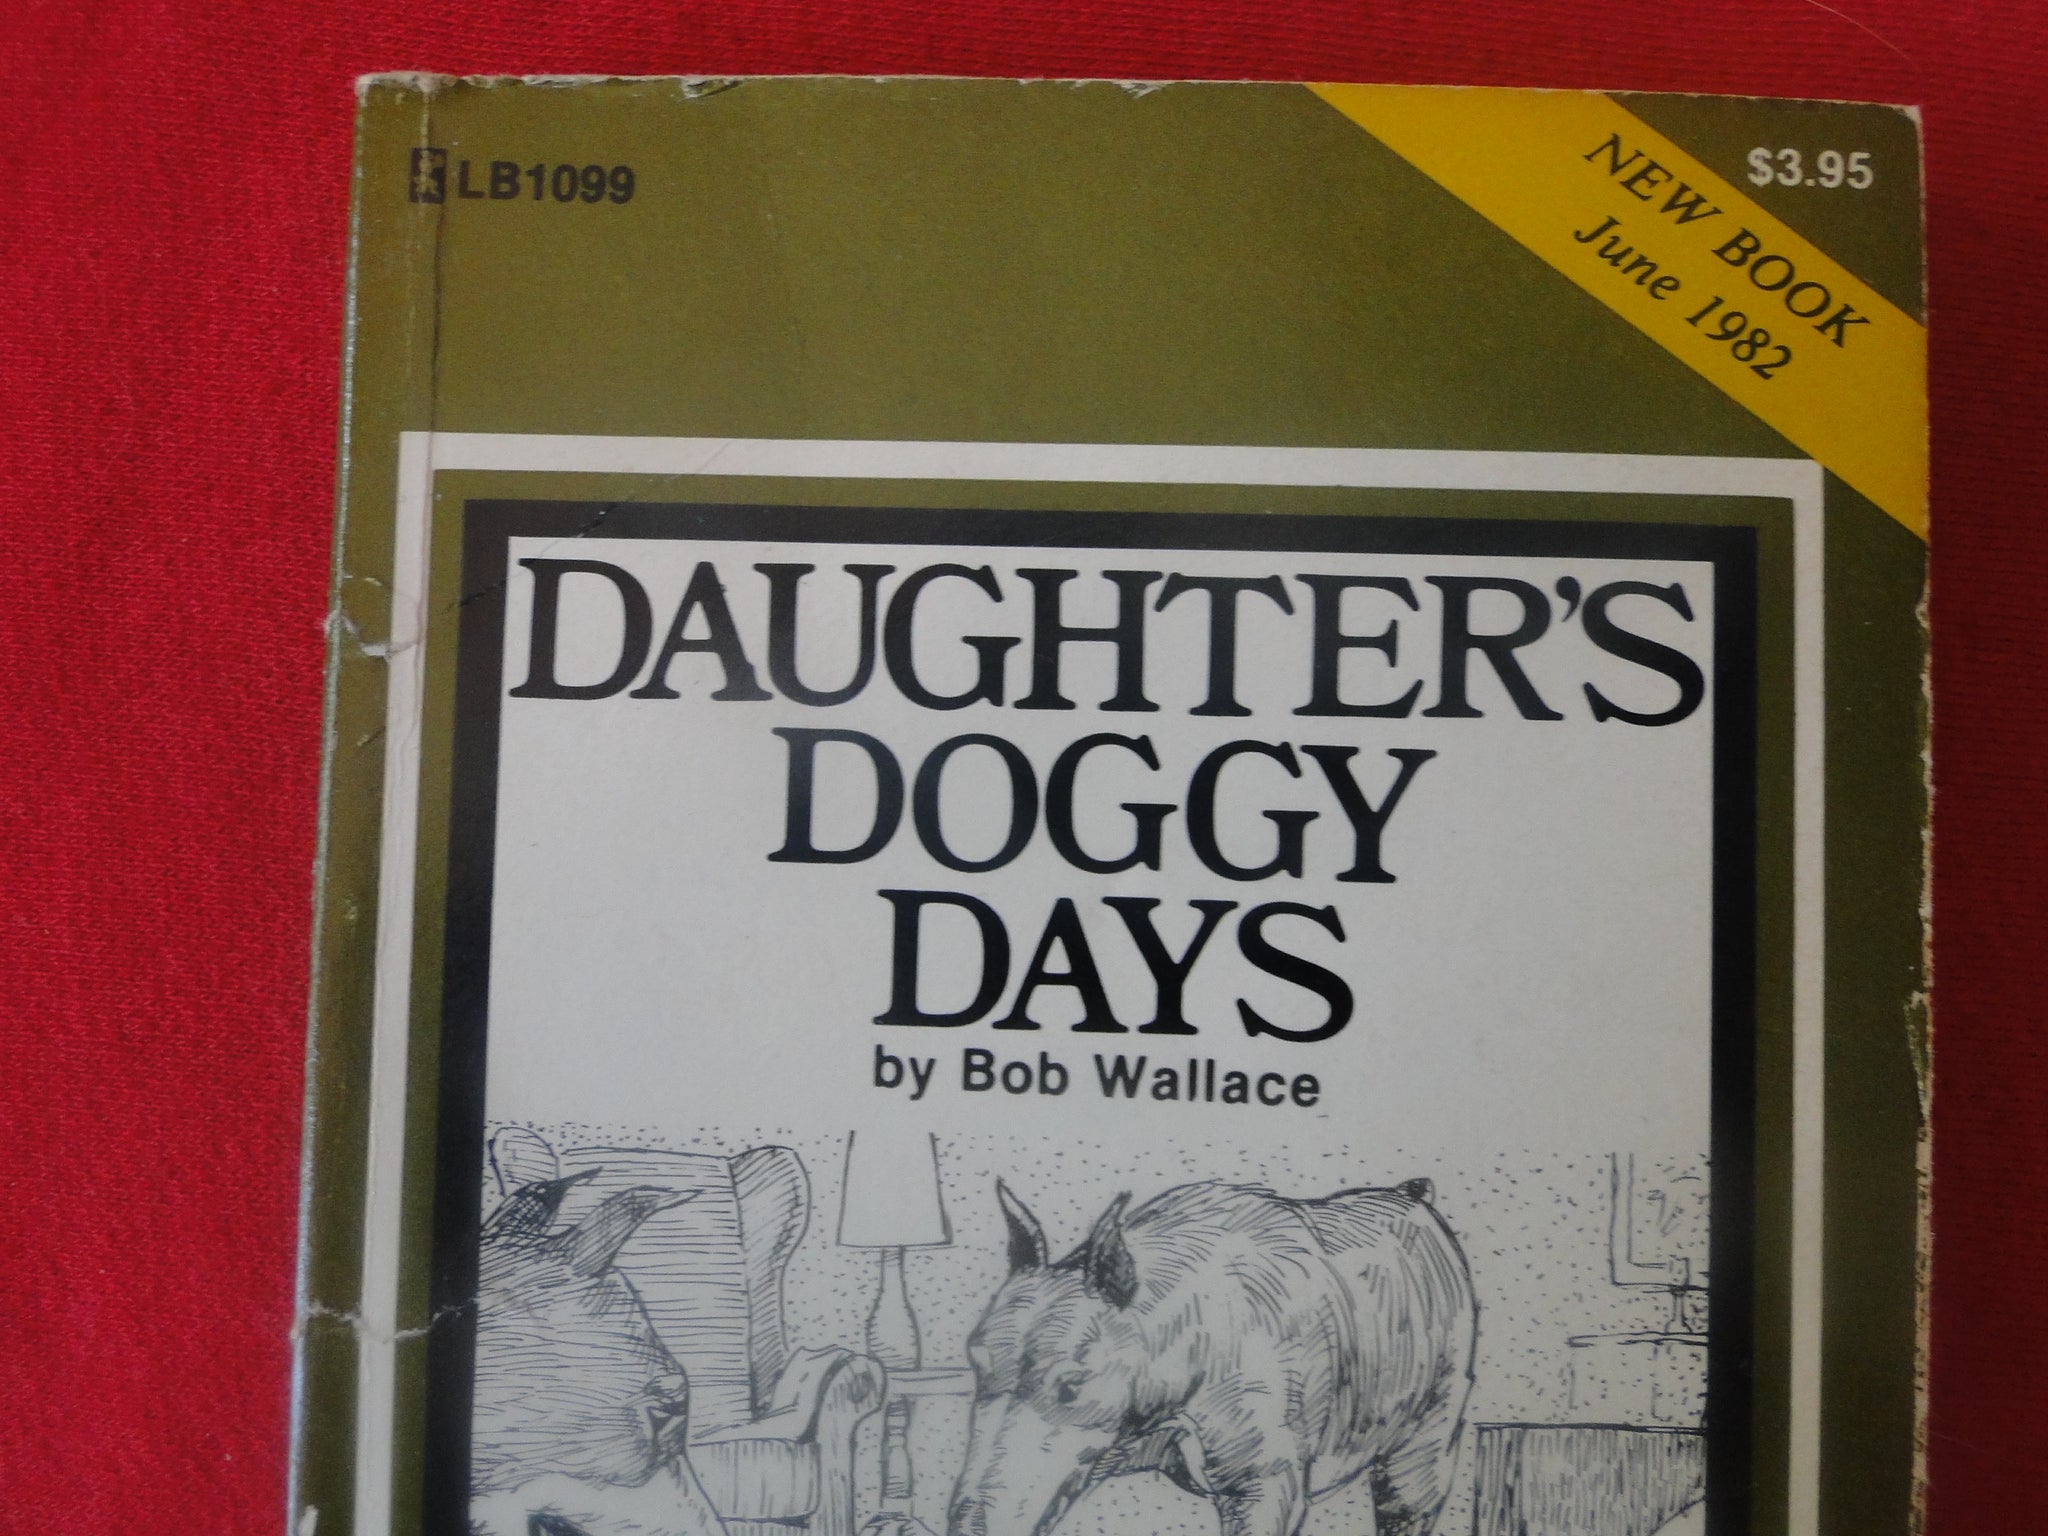 LB1099
$3.95
NEW BOOK
June 1982
DAUGHTER'S
DOGGY
DAYS
by Bob Wallace